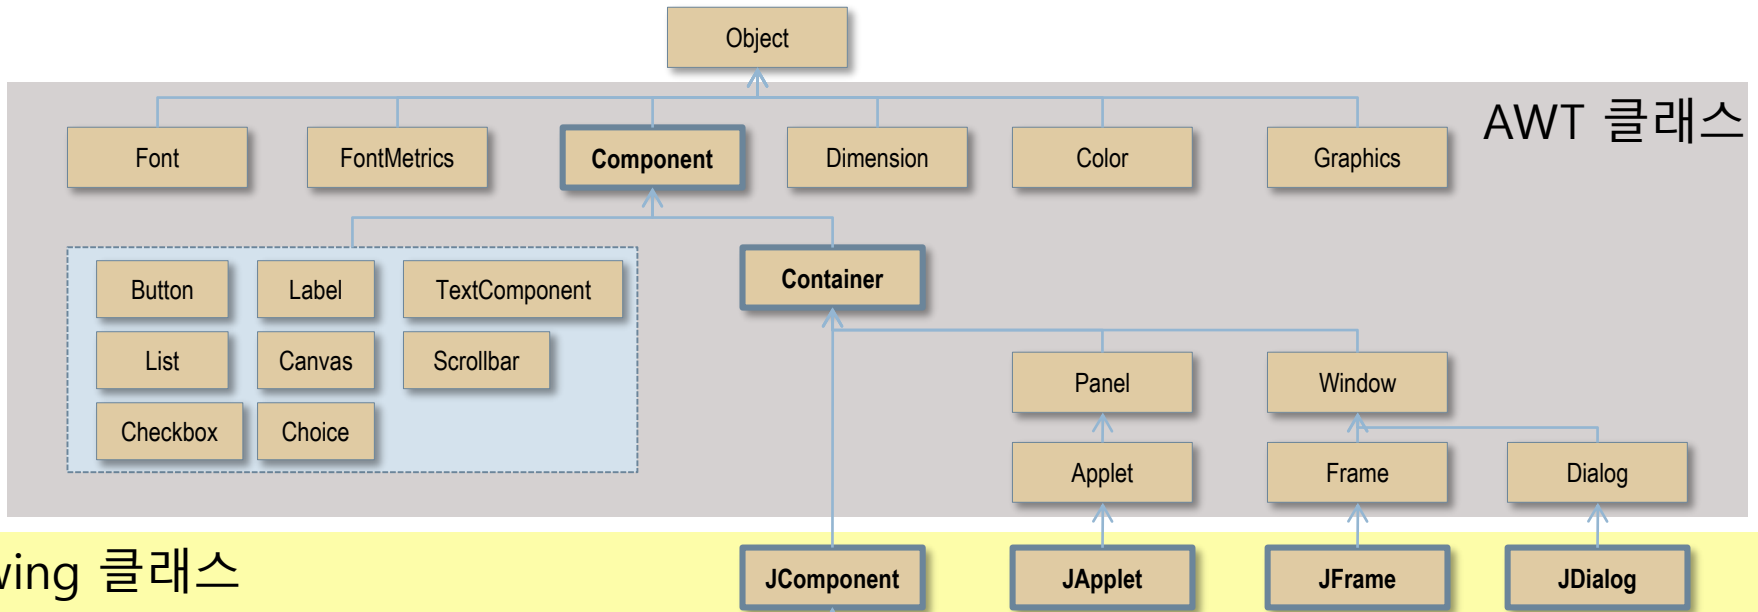 Object
AWT 클래스
Font
FontMetrics
Component
Dimension
Color
Graphics
Button
Label
TextComponent
Container
List
Canvas
Scrollbar
Panel
Window
Checkbox
Choice
Applet
Frame
Dialog
wing 클래스
JComponent
JApplet
JFrame
JDialog